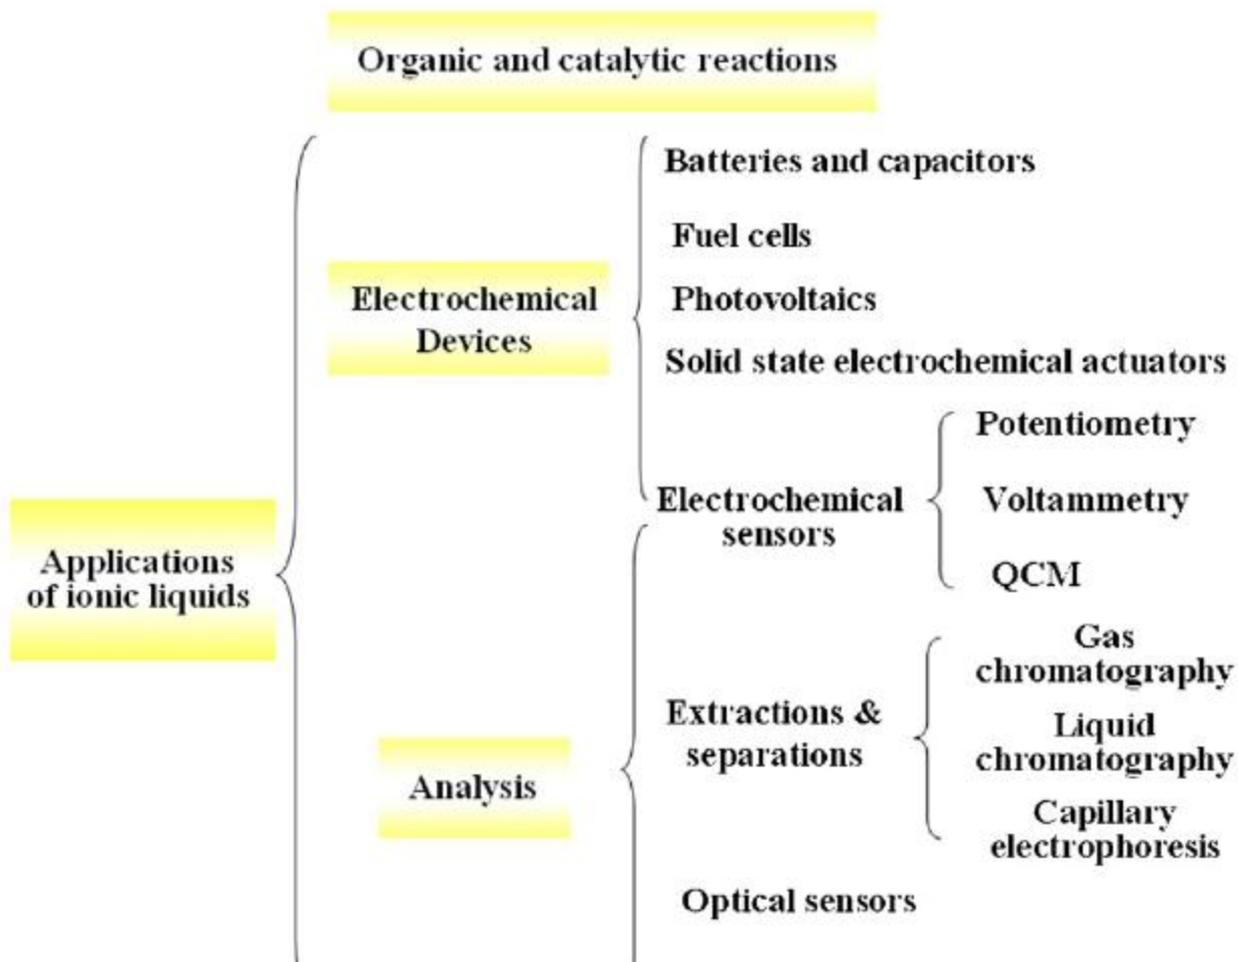 Organic and catalytic reactions
Batteries and capacitors
Fuel cells
Electrochemical
Devices
Photovoltaics
Solid state electrochemical actuators
Potentiometry
Electrochemical
sensors
Voltammetry
QCM
Applications
of ionic liquids
Gas
chromatography
Extractions &
separations
Liquid
chromatography
Capillary
electrophoresis
Analysis
Optical sensors